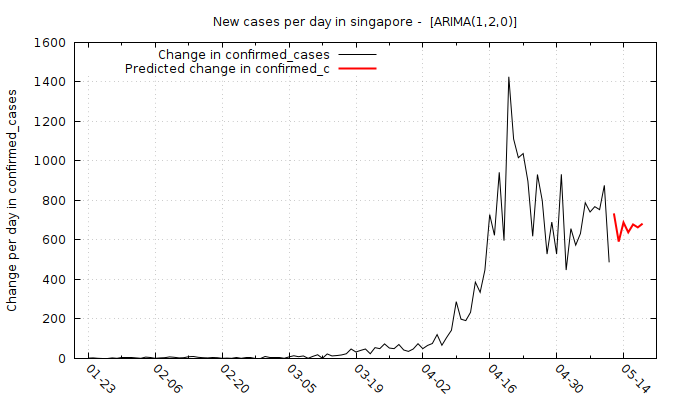 New cases per day in singapore -  [ARIMA(1,2,0)]
Change in confirmed_cases
Predicted change in confirmed_c
Change per day in confirmed_cases
1600
1400
1200
1000
800
600
400
200
0
01-23 02-06 02-20 03-05 03-19 04-02 04-16 04-30 05-14